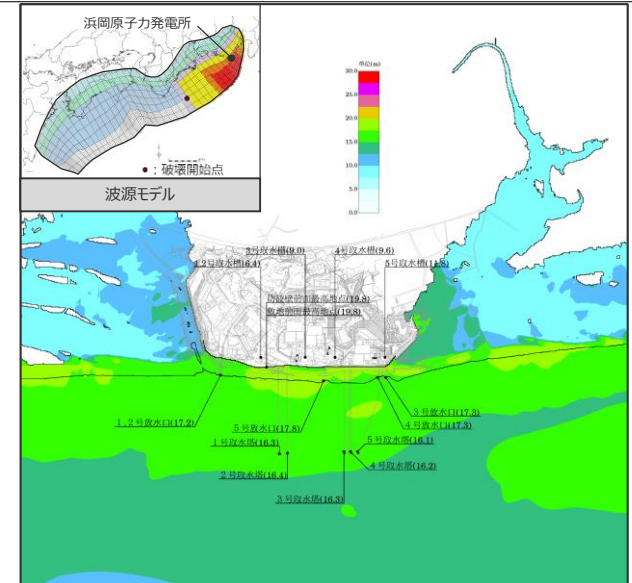 浜岡原子力発電所
●：破壊開始点
波源モデル
単位(m)
30.0
25.0
20.0
15.0
10.0
5.0
0.0
3号取水槽(9.0)
4号取水槽(9.6)
1,2号取水槽(6.4)
5号取水槽(11.8)
防波壁前面最高地点(19.8)
敷地前面最高地点(19.8)
1,2号放水口(17.2)
5号放水口(17.8)
3号放水口(17.3)
4号放水口(17.3)
1号取水塔(16.3)
5号取水塔(16.1)
2号取水塔(16.4)
4号取水塔(16.2)
3号取水塔(16.3)